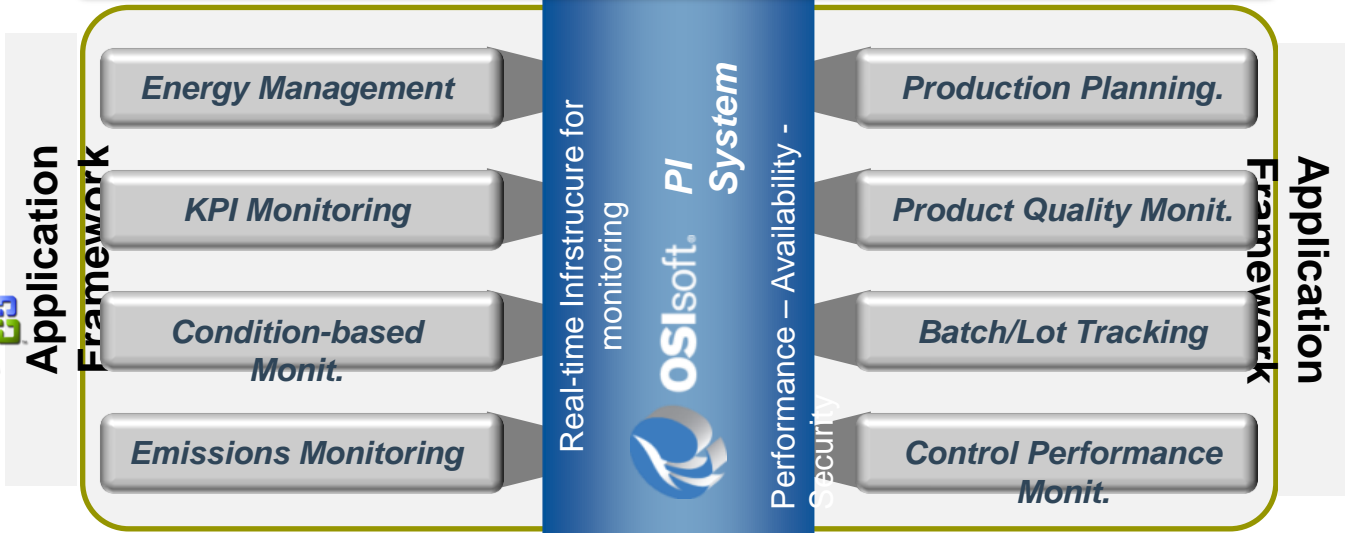 Application
Framework
Energy Management
KPI Monitoring
Condition-based
Monit.
Emissions Monitoring
Real-time Infrstrucure for
monitoring
OSIsoft.
PI
System
Performance – Availability -
Security
Production Planning.
Product Quality Monit.
Batch/Lot Tracking
Control Performance
Monit.
Application
Framework